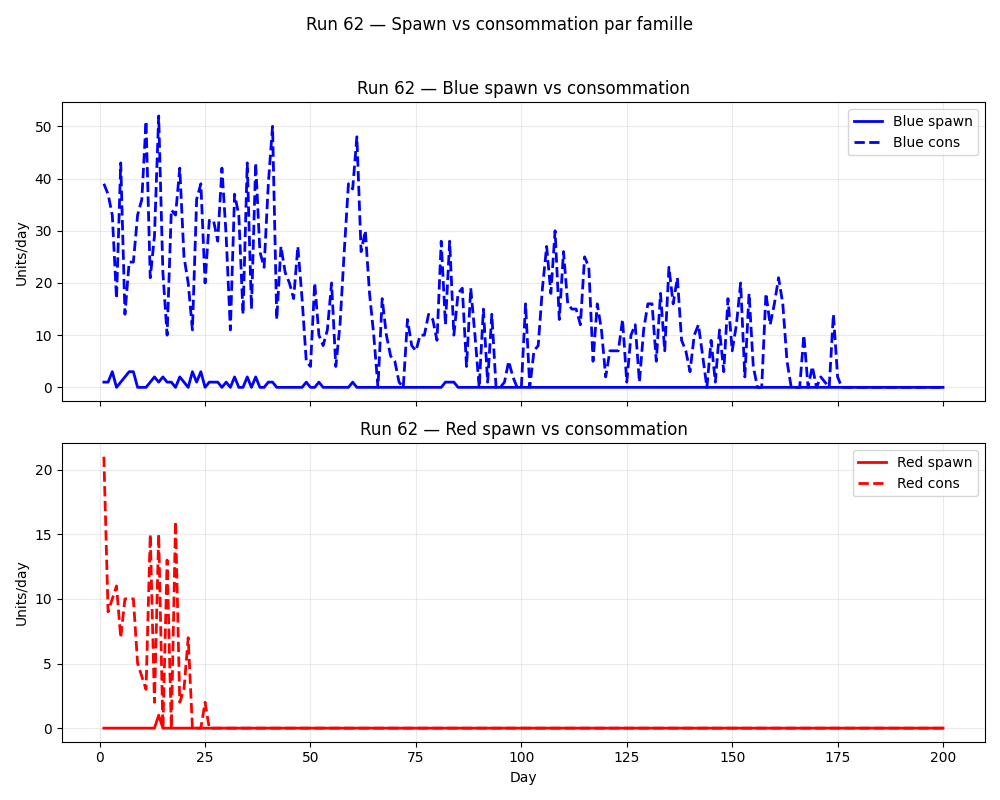 Run 62 — Spawn vs consommation par famille
Run 62 — Blue spawn vs consommation
50
40
30
20
10
0
Units/day
Blue spawn
Blue cons
Run 62 — Red spawn vs consommation
20
15
10
5
0
Units/day
Red spawn
Red cons
0 25 50 75 100 125 150 175 200
Day